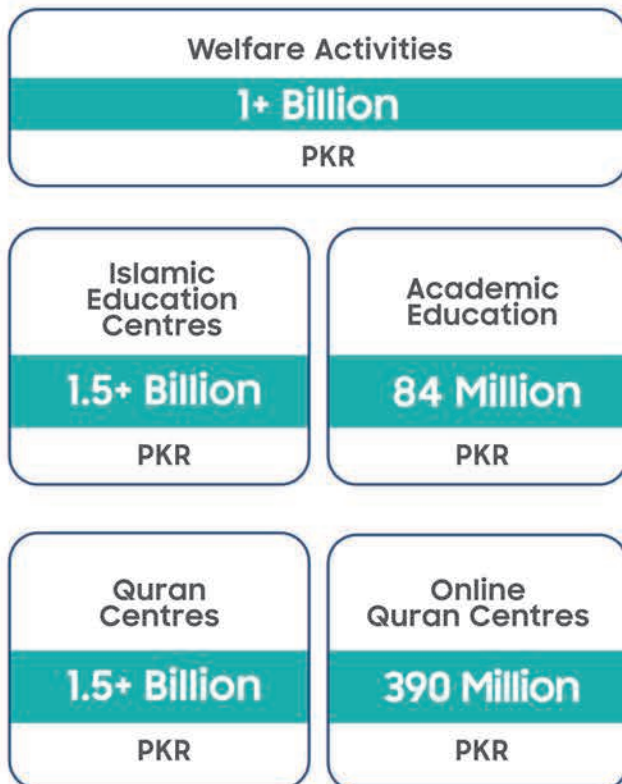 Welfare Activities
1+ Billion
PKR
Islamic
Education
Centres
1.5+ Billion
PKR
Academic
Education
84 Million
PKR
Quran
Centres
1.5+ Billion
PKR
Online
Quran Centres
390 Million
PKR